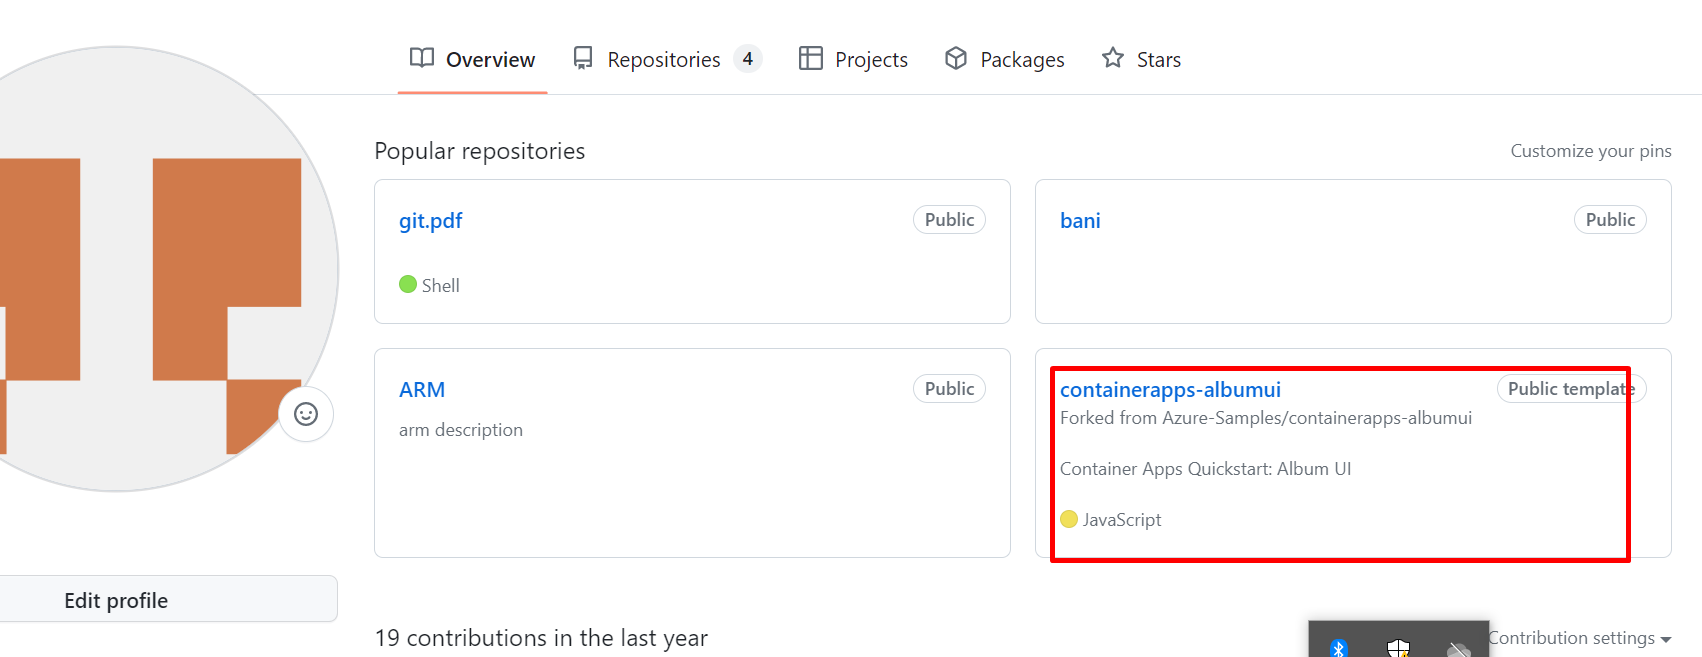 Overview Repositories 4 Projects Packages Stars
Popular repositories Customize your pins
git.pdf Public
Shell
bani Public
ARM Public
arm description
containerapps-albumui Public template
Forked from Azure-Samples/containerapps-albumui
Container Apps Quickstart: Album UI
JavaScript
Edit profile
19 contributions in the last year Contribution settings